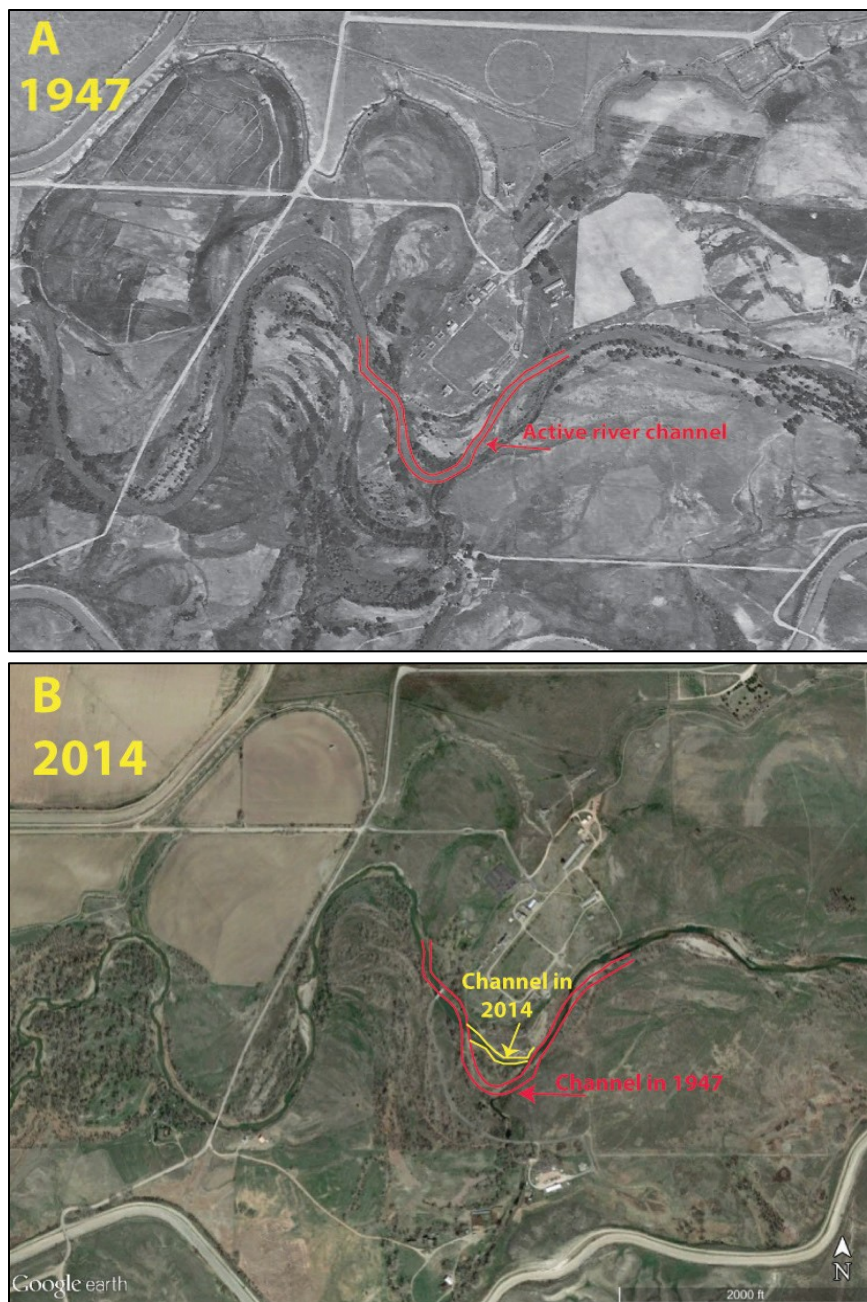 A
1947
Active river channel
B
2014
Channel in
2014
Channel in 1947
Google earth
N
2000 ft